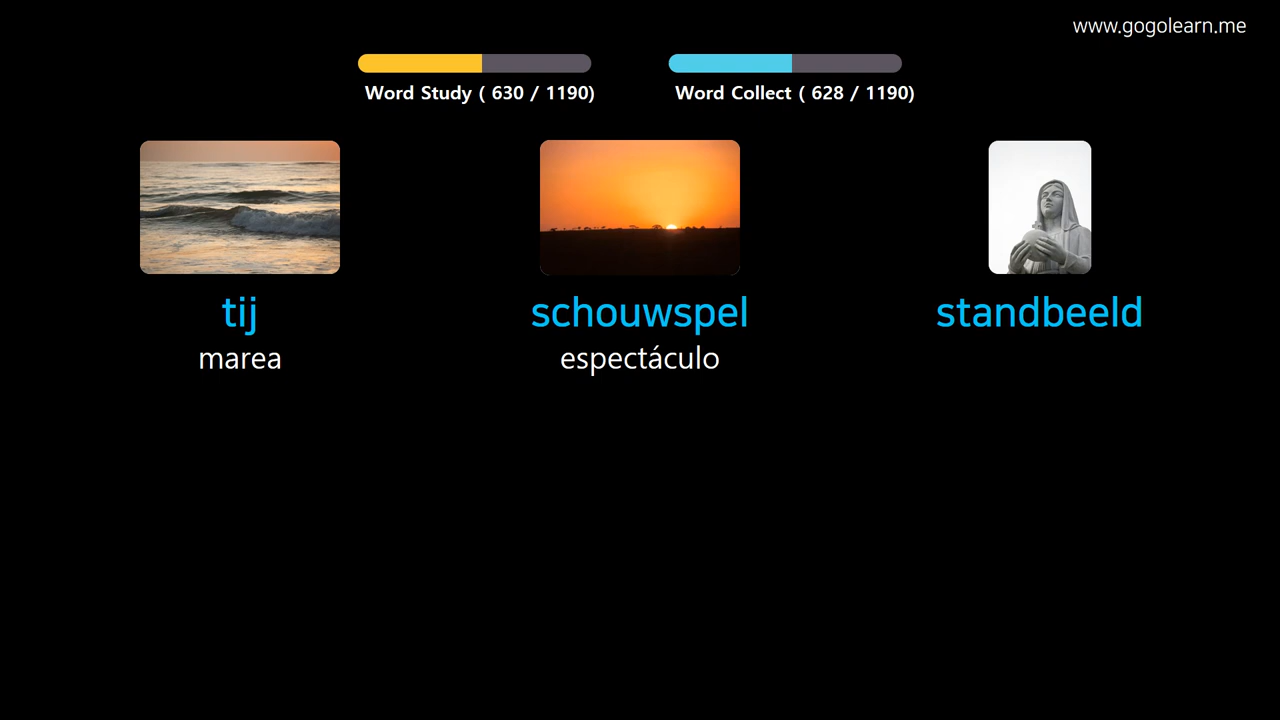 www.gogolearn.me
Word Study ( 630 / 1190)
Word Collect ( 628 / 1190)
tij
schouwspel
standbeeld
marea
espectáculo